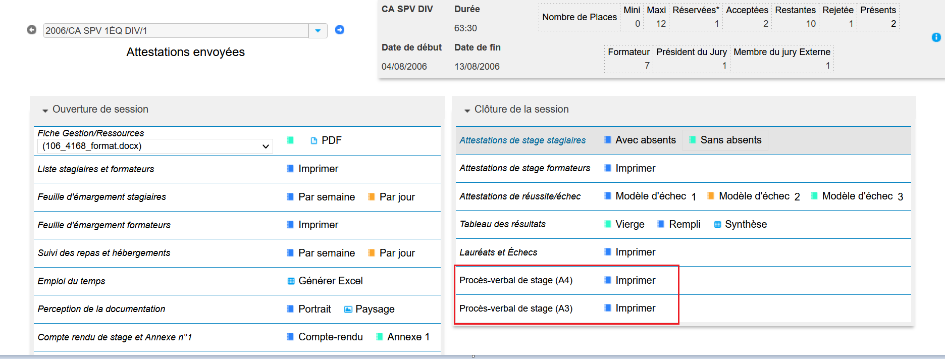 CA SPV DIV
Durée
63:30
Nombre de Places
Mini Maxi Réservées* Acceptées Restantes Rejetée Présents
0 12 1 2 10 1 2
2006/CA SPV 1ÉQ DIV/1
Attestations envoyées
Date de début Date de fin
04/08/2006 13/08/2006
Formateur Président du Jury Membre du jury Externe
7 1 1
Ouverture de session
Fiche Gestion/Ressources
(106_4168_format.docx) PDF
Liste stagiaires et formateurs Imprimer
Feuille d'émargement stagiaires Par semaine Par jour
Feuille d'émargement formateurs Imprimer
Suivi des repas et hébergements Par semaine Par jour
Emploi du temps Générer Excel
Perception de la documentation Portrait Paysage
Compte rendu de stage et Annexe n°1 Compte-rendu Annexe 1
Clôture de la session
Attestations de stage stagiaires Avec absents Sans absents
Attestations de stage formateurs Imprimer
Attestations de réussite/échec Modèle d'échec 1 Modèle d'échec 2 Modèle d'échec 3
Tableau des résultats Vierge Rempli Synthèse
Lauréats et Échecs Imprimer
Procès-verbal de stage (A4) Imprimer
Procès-verbal de stage (A3) Imprimer